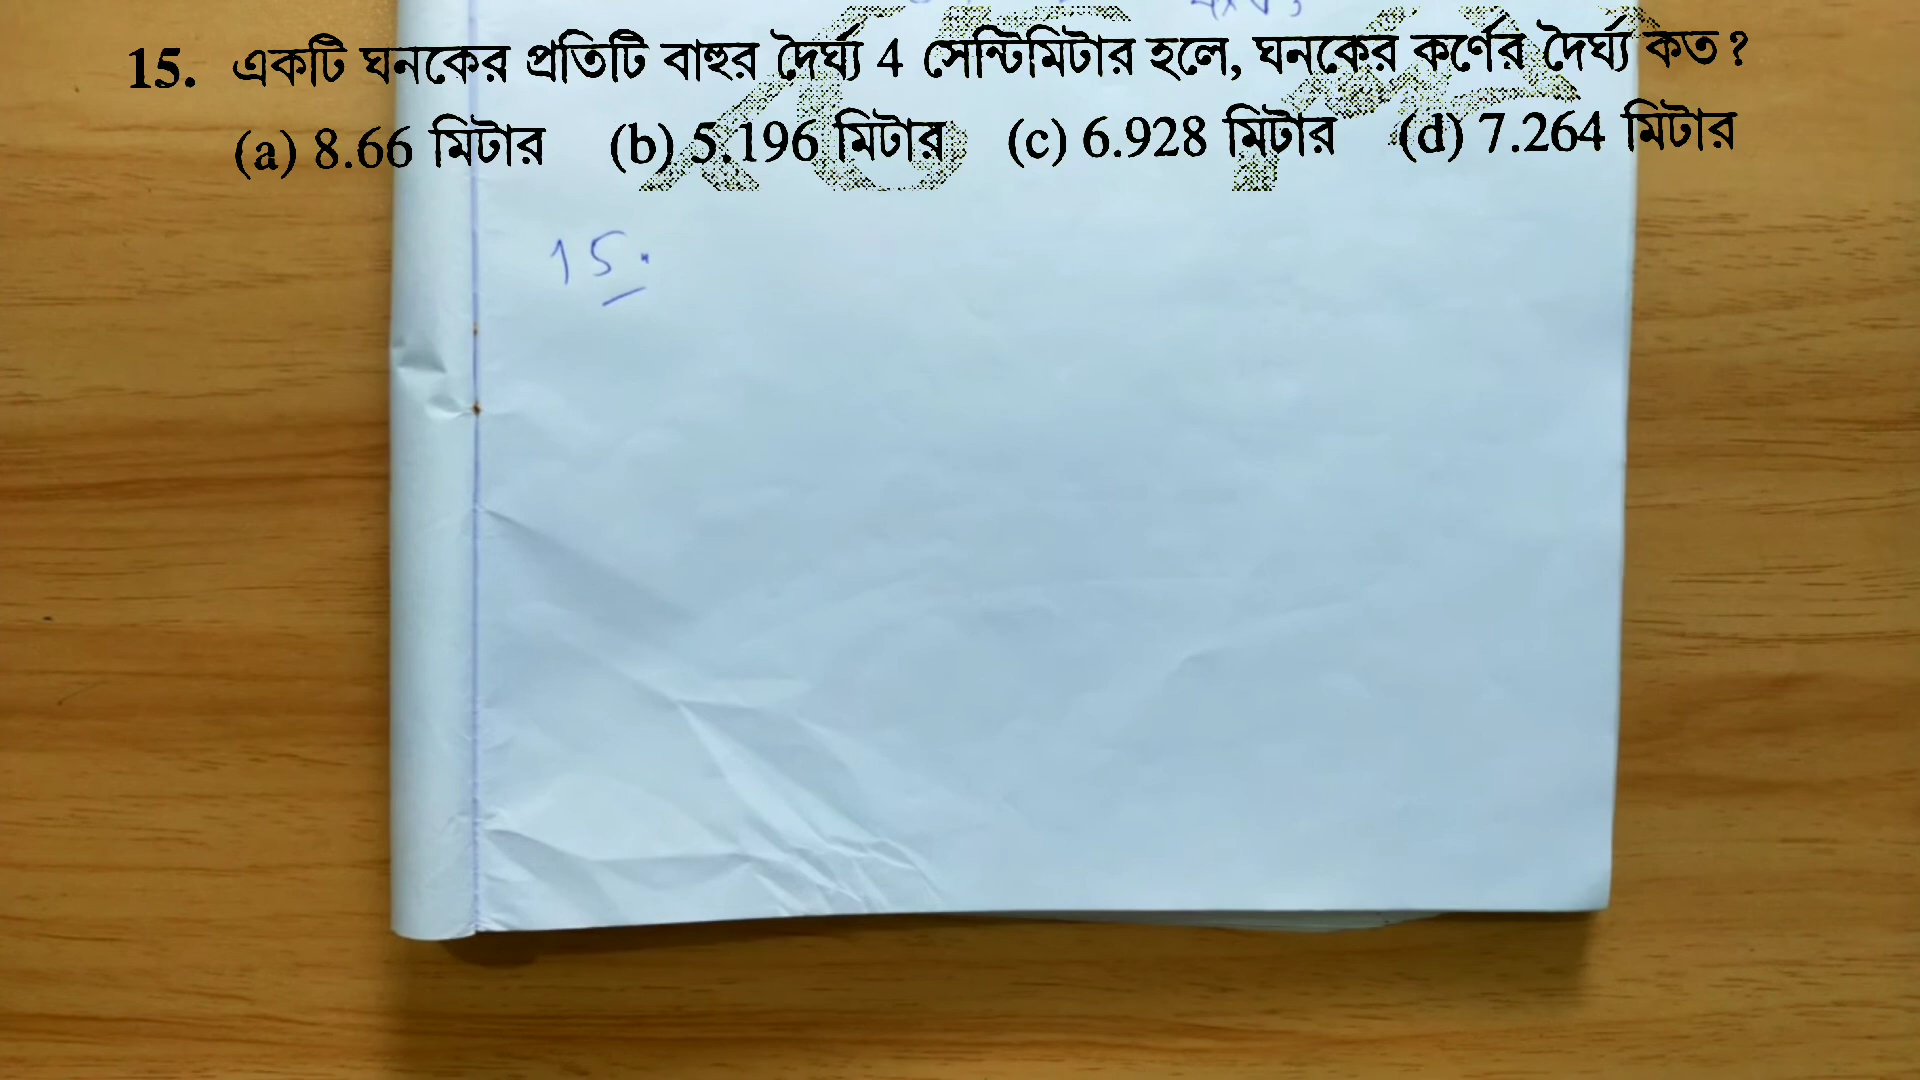 15. একটি ঘনকের প্রতিটি বাহুর দৈর্ঘ্য 4 সেন্টিমিটার হলে, ঘনকের কর্ণের দৈর্ঘ্য কত?
(a) 8.66 মিটার (b) 5.196 মিটার (c) 6.928 মিটার (d) 7.264 মিটার
15.